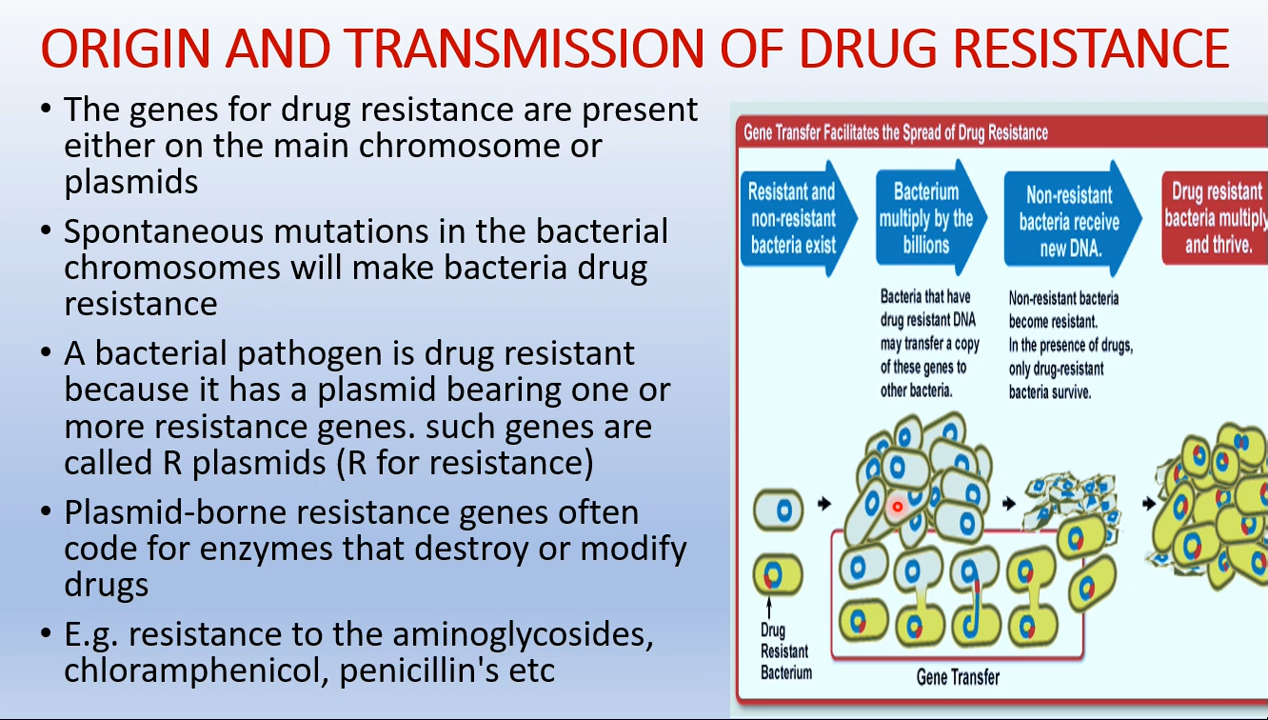 ORIGIN AND TRANSMISSION OF DRUG RESISTANCE
• The genes for drug resistance are present
either on the main chromosome or
plasmids
• Spontaneous mutations in the bacterial
chromosomes will make bacteria drug
resistance
• A bacterial pathogen is drug resistant
because it has a plasmid bearing one or
more resistance genes. such genes are
called R plasmids (R for resistance)
• Plasmid-borne resistance genes often
code for enzymes that destroy or modify
drugs
• E.g. resistance to the aminoglycosides,
chloramphenicol, penicillin's etc
Gene Transfer Facilitates the Spread of Drug Resistance
Resistant and
non-resistant
bacteria exist
Bacterium
multiply by the
billions
Non-resistant
bacteria receive
new DNA.
Drug resistant
bacteria multiply
and thrive.
Bacteria that have
drug resistant DNA
may transfer a copy
of these genes to
other bacteria.
Non-resistant bacteria
become resistant.
In the presence of drugs,
only drug-resistant
bacteria survive.
Drug
Resistant
Bacterium
Gene Transfer